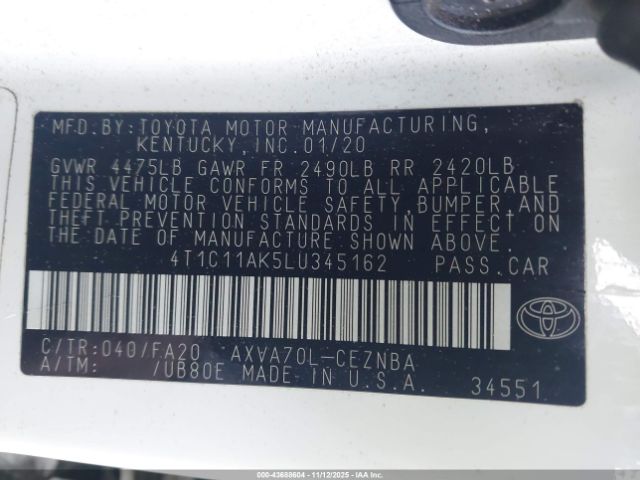 MFD. BY: TOYOTA MOTOR MANUFACTURING,
KENTUCKY, INC. 01/20
GVWR 4475LB GAWR FR 2490LB RR 2420LB
THIS VEHICLE CONFORMS TO ALL APPLICABLE
FEDERAL MOTOR VEHICLE SAFETY, BUMPER, AND
THEFT PREVENTION STANDARDS IN EFFECT ON
THE DATE OF MANUFACTURE SHOWN ABOVE.
4T1C11AK5LU345162 PASS. CAR
C/TR: 040/FA20 AXVA70L-CEZNBA
A/TM: /UB80E MADE IN U.S.A.
34551
000-43688604 - 11/12/2025 - IAAI.COM